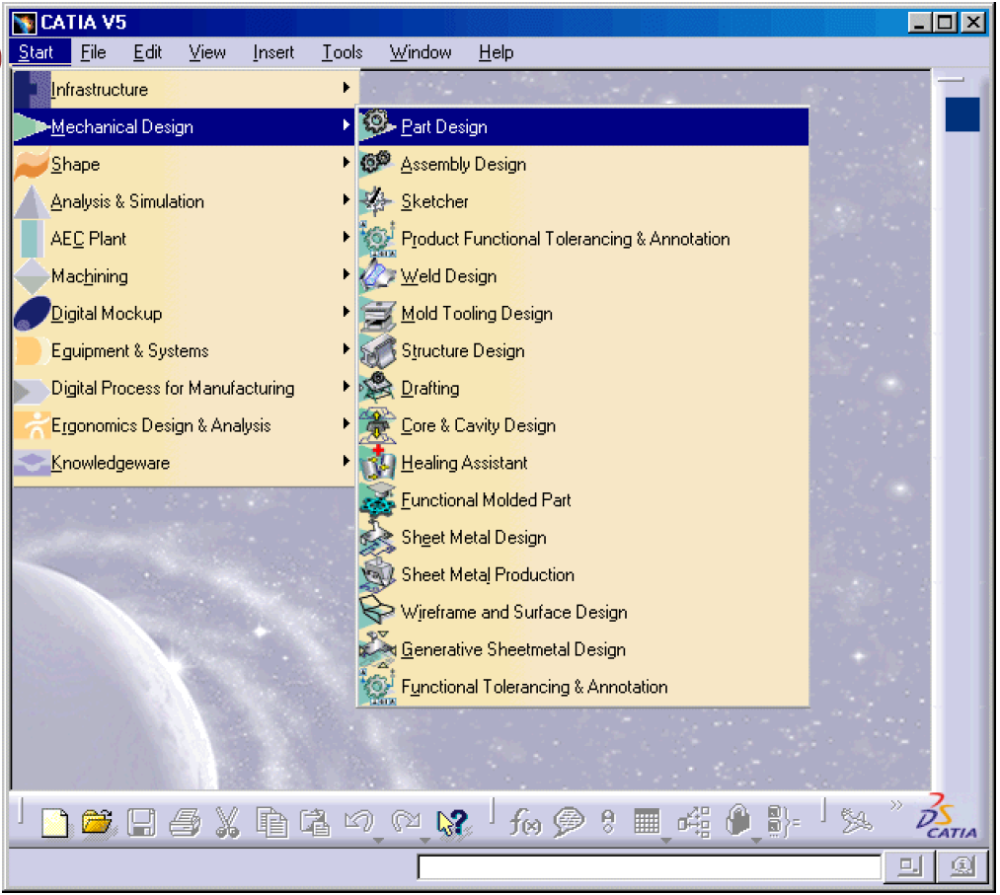 CATIA V5
Start File Edit View Insert Tools Window Help
Infrastructure
Mechanical Design
Shape
Analysis & Simulation
AEC Plant
Machining
Digital Mockup
Equipment & Systems
Digital Process for Manufacturing
Ergonomics Design & Analysis
Knowledgeware
Part Design
Assembly Design
Sketcher
Product Functional Tolerancing & Annotation
Weld Design
Mold Tooling Design
Structure Design
Drafting
Core & Cavity Design
Healing Assistant
Functional Molded Part
Sheet Metal Design
Sheet Metal Production
Wireframe and Surface Design
Generative Sheetmetal Design
Functional Tolerancing & Annotation
f(x)
DS
CATIA